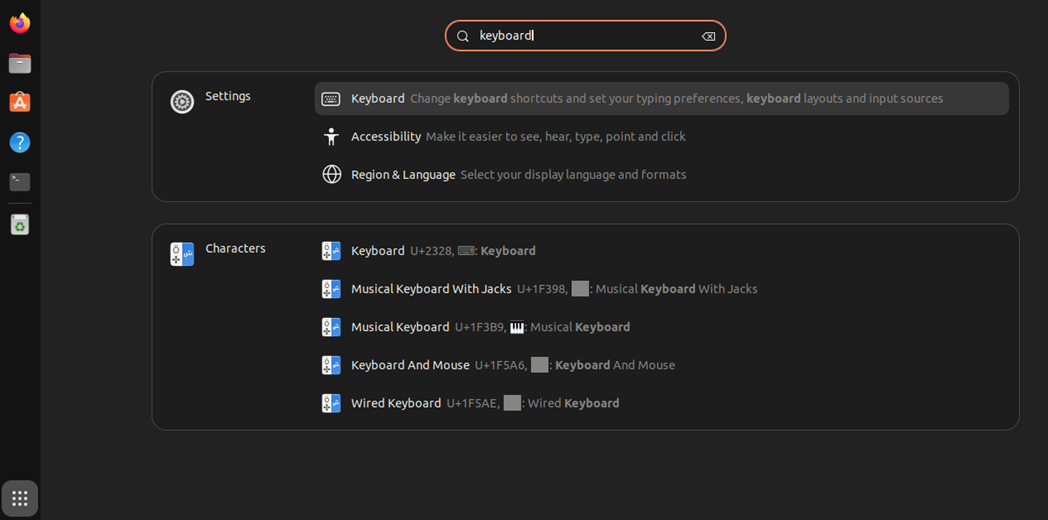 keyboard
Settings
Keyboard Change keyboard shortcuts and set your typing preferences, keyboard layouts and input sources
Accessibility Make it easier to see, hear, type, point and click
Region & Language Select your display language and formats
Characters
Keyboard U+2328, ⌨: Keyboard
Musical Keyboard With Jacks U+1F398, : Musical Keyboard With Jacks
Musical Keyboard U+1F3B9, 🎹: Musical Keyboard
Keyboard And Mouse U+1F5A6, : Keyboard And Mouse
Wired Keyboard U+1F5AE, : Wired Keyboard